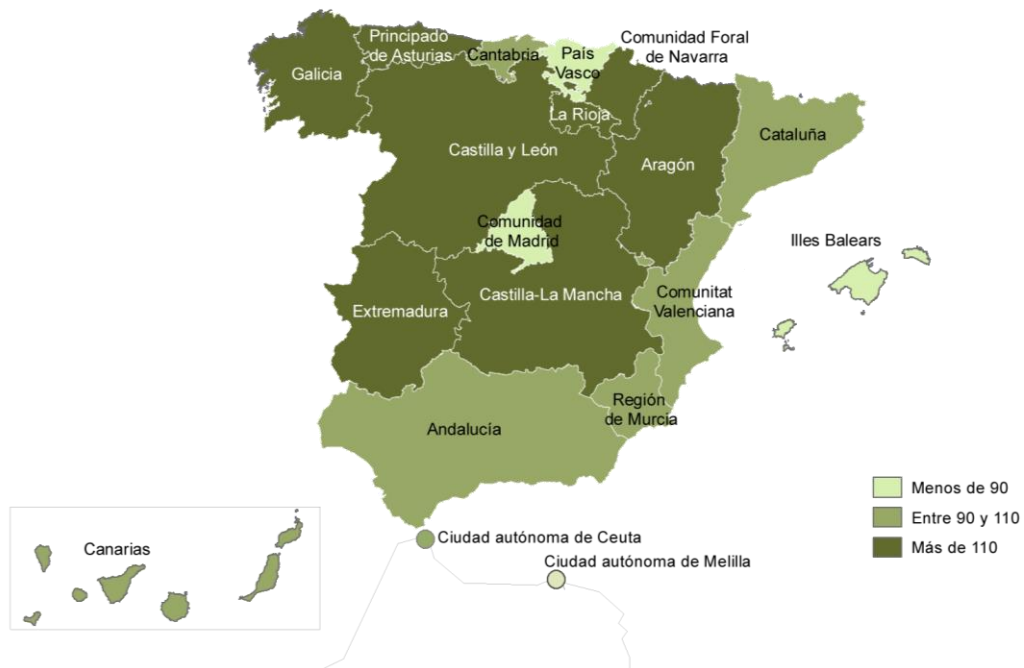 Principado
de Asturias
Cantabria
País
Vasco
Comunidad Foral
de Navarra
Galicia
La Rioja
Castilla y León
Aragón
Cataluña
Comunidad
de Madrid
Illes Balears
Castilla-La Mancha
Comunitat
Valenciana
Extremadura
Región
de Murcia
Andalucía
Menos de 90
Entre 90 y 110
Más de 110
Ciudad autónoma de Ceuta
Canarias
Ciudad autónoma de Melilla